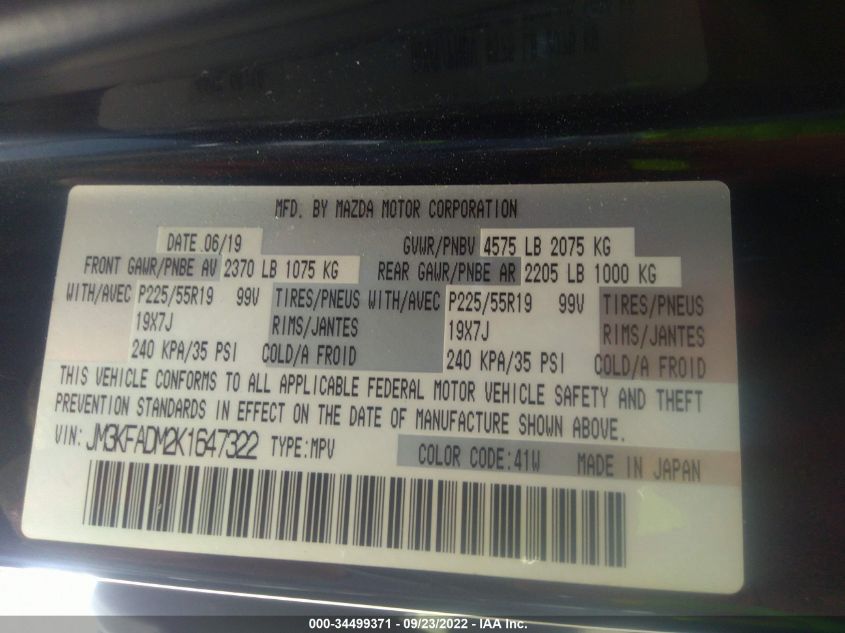 MFD. BY MAZDA MOTOR CORPORATION
DATE 06/19 GVWR/PNBV 4575 LB 2075 KG
FRONT GAWR/PNBE AV 2370 LB 1075 KG REAR GAWR/PNBE AR 2205 LB 1000 KG
WITH/AVEC P225/55R19 99V TIRES/PNEUS WITH/AVEC P225/55R19 99V TIRES/PNEUS
19X7J RIMS/JANTES 19X7J RIMS/JANTES
240 KPA/35 PSI COLD/A FROID 240 KPA/35 PSI COLD/A FROID
THIS VEHICLE CONFORMS TO ALL APPLICABLE FEDERAL MOTOR VEHICLE SAFETY AND THEFT
PREVENTION STANDARDS IN EFFECT ON THE DATE OF MANUFACTURE SHOWN ABOVE.
VIN: JM3KFADM2K1647322 TYPE:MPV COLOR CODE:41W MADE IN JAPAN
000-34499371 - 09/23/2022 - IAA Inc.